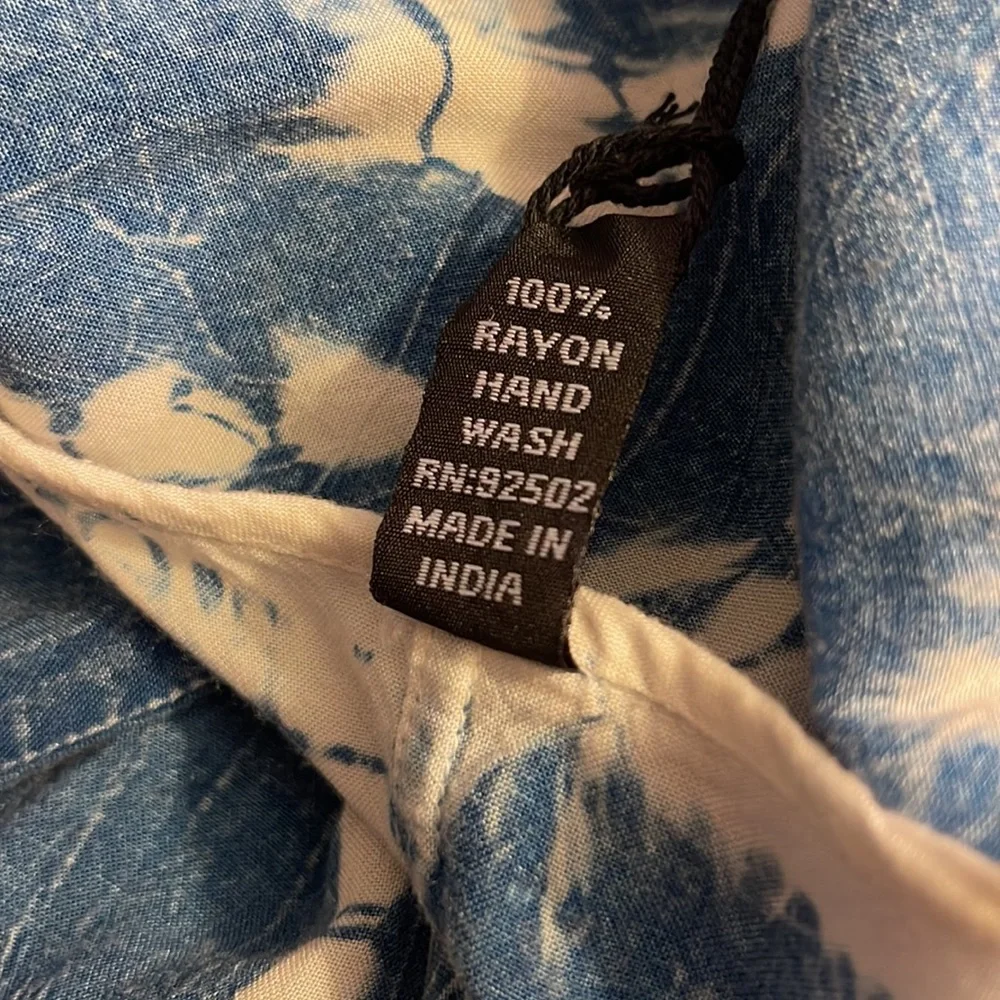 100%
RAYON
HAND
WASH
RN:92502
MADE IN
INDIA